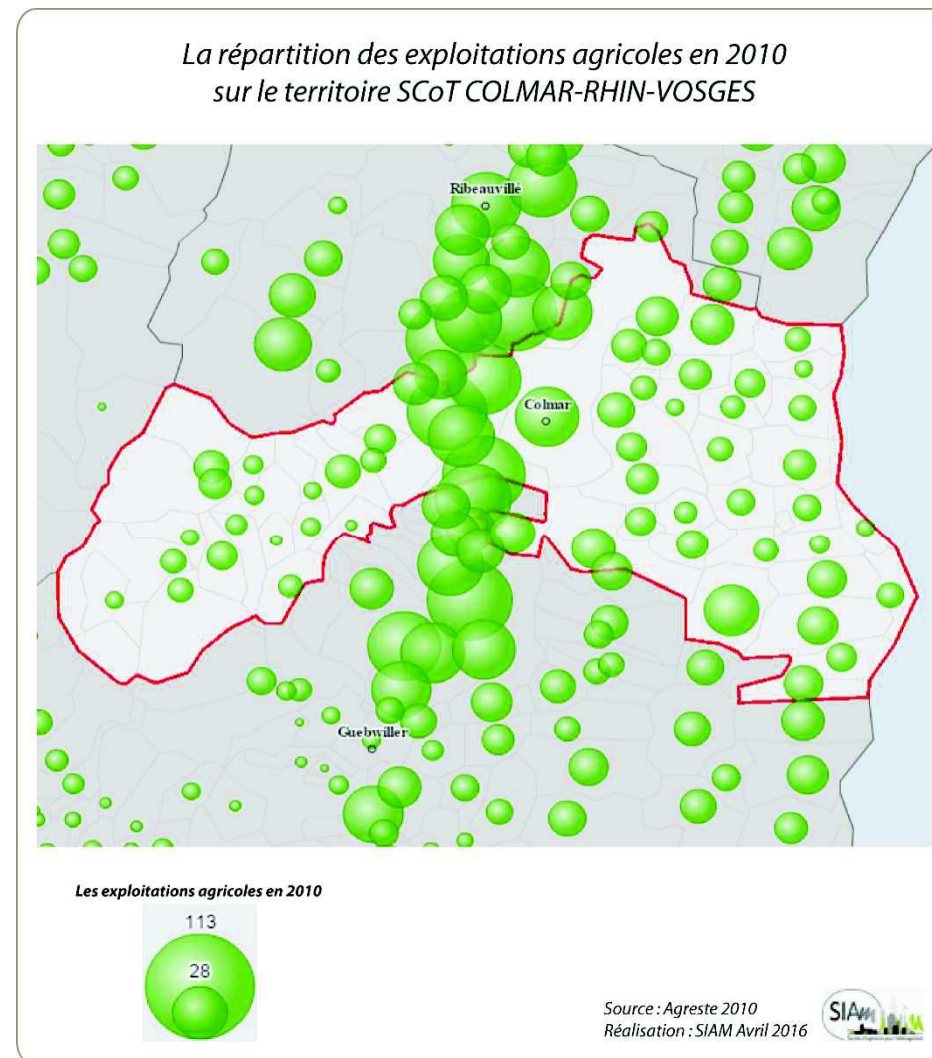 La répartition des exploitations agricoles en 2010
sur le territoire SCoT COLMAR-RHIN-VOSGES
Ribeauvillé
Colmar
Guebwiller
Les exploitations agricoles en 2010
113
28
Source : Agreste 2010
Réalisation : SIAM Avril 2016
SIAm